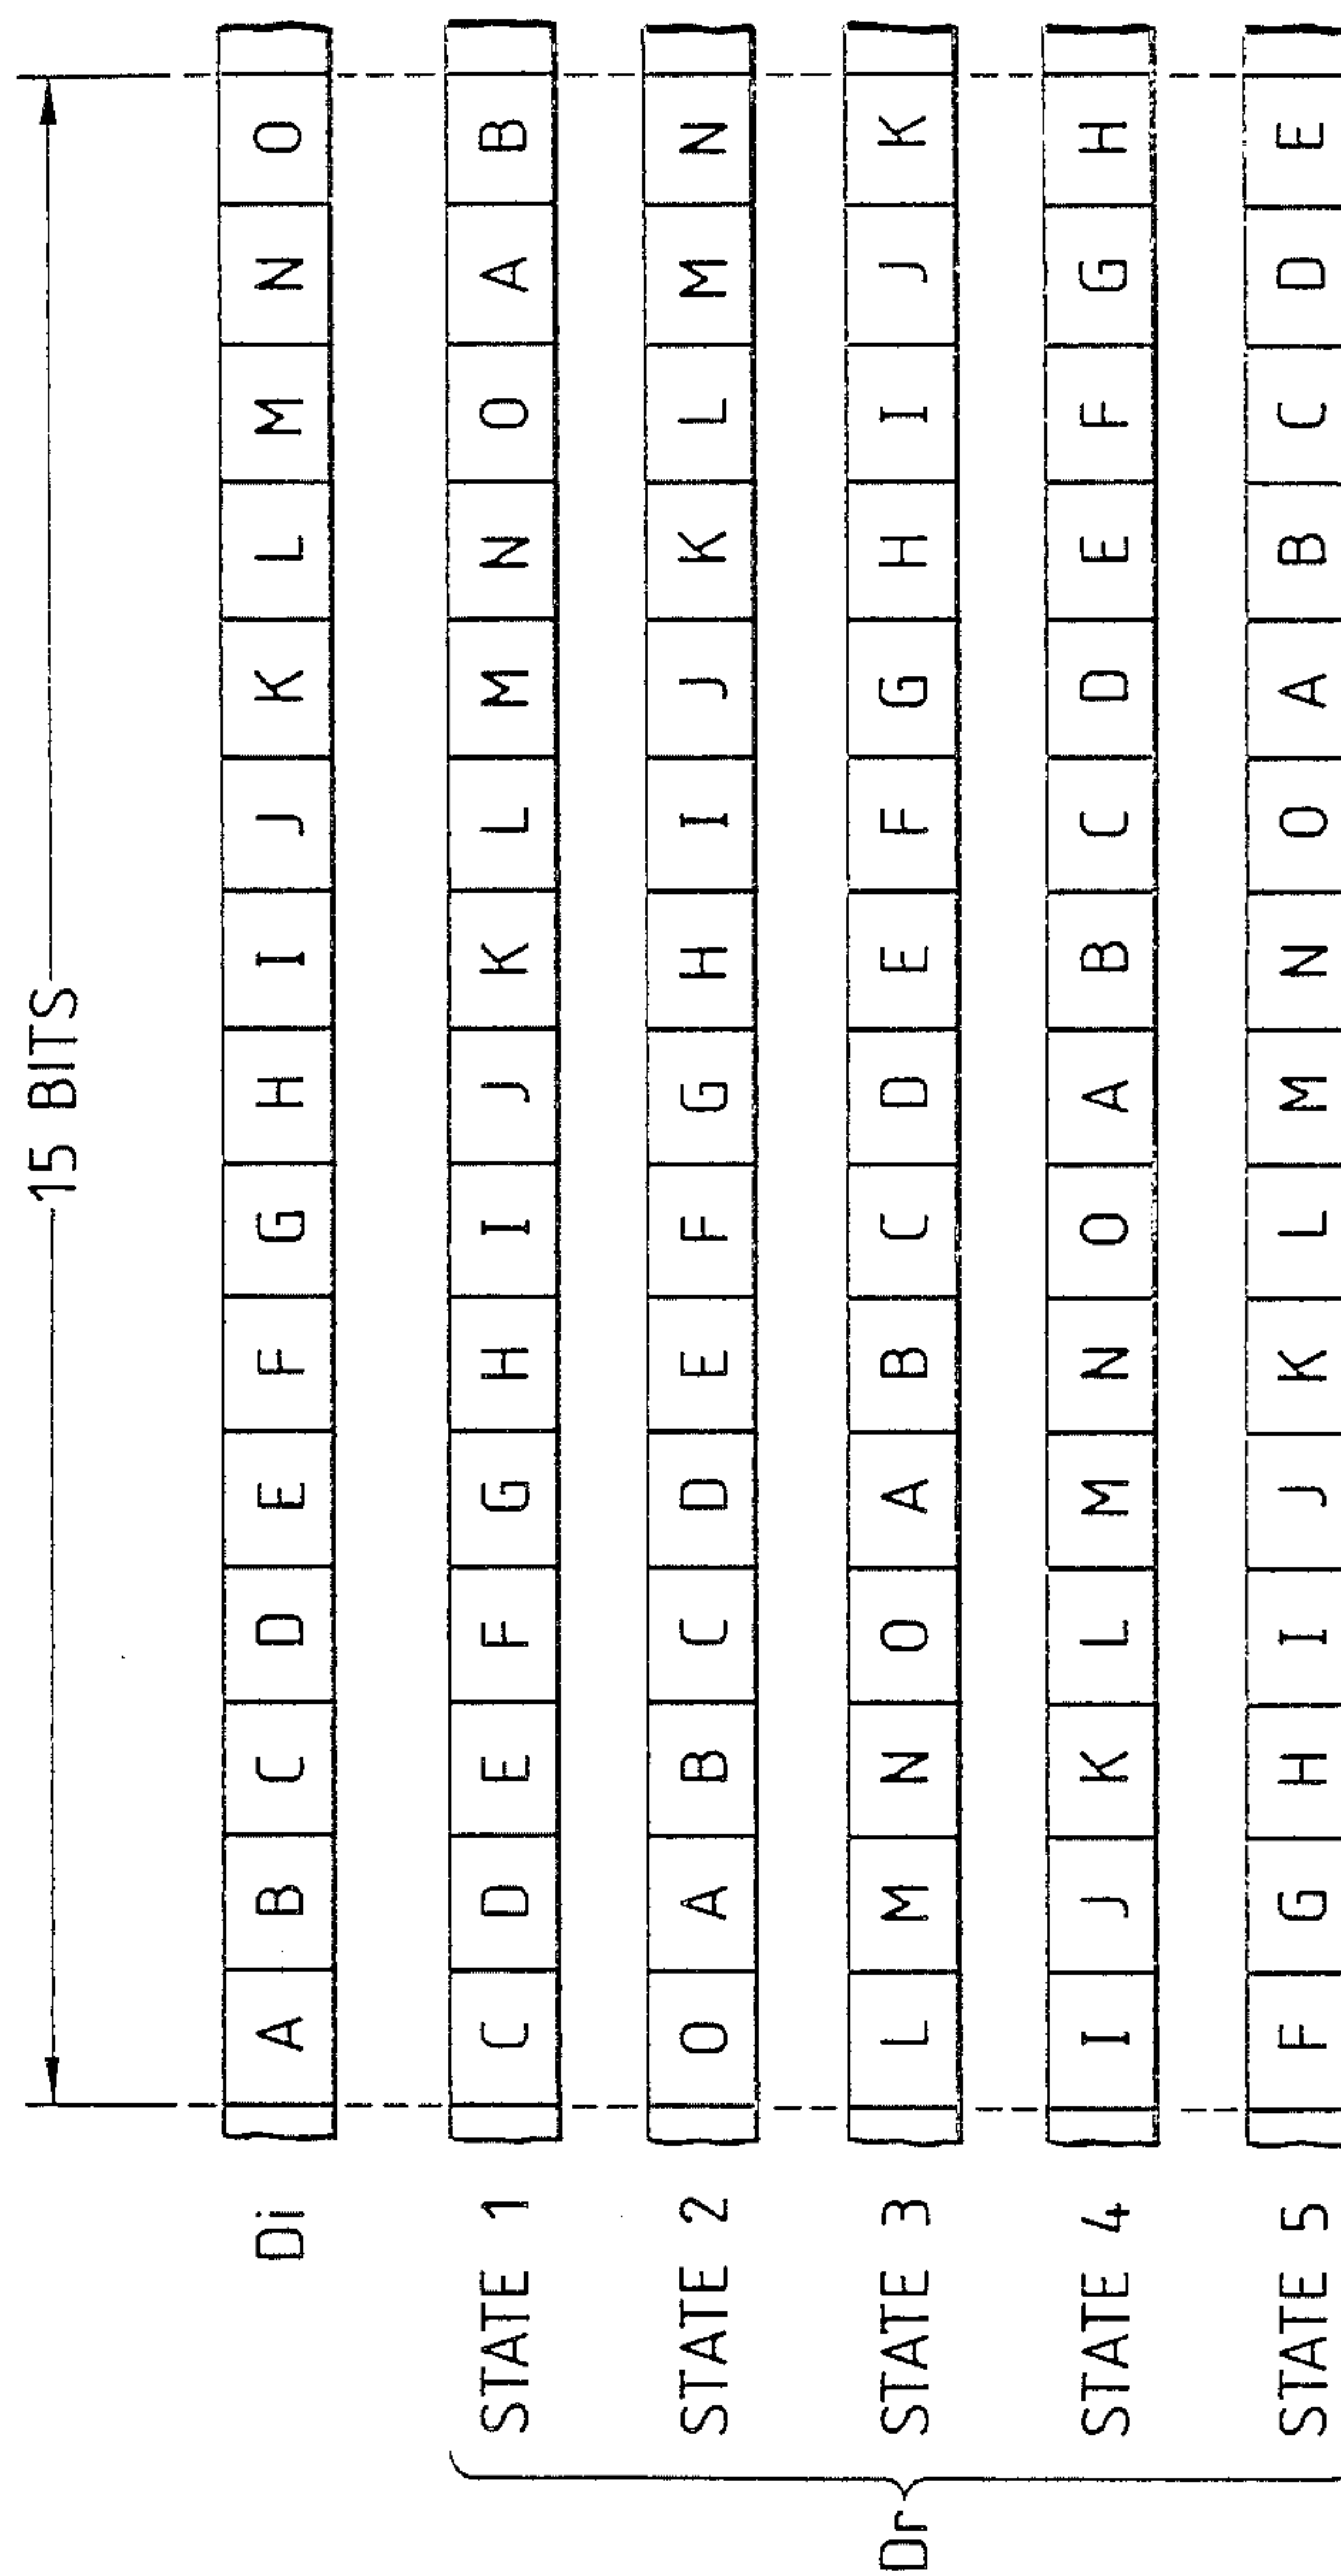 15 BITS
Di A B C D E F G H I J K L M N O
STATE 1 C D E F G H I J K L M N O A B
STATE 2 O A B C D E F G H I J K L M N
Dr STATE 3 L M N O A B C D E F G H I J K
STATE 4 I J K L M N O A B C D E F G H
STATE 5 F G H I J K L M N O A B C D E